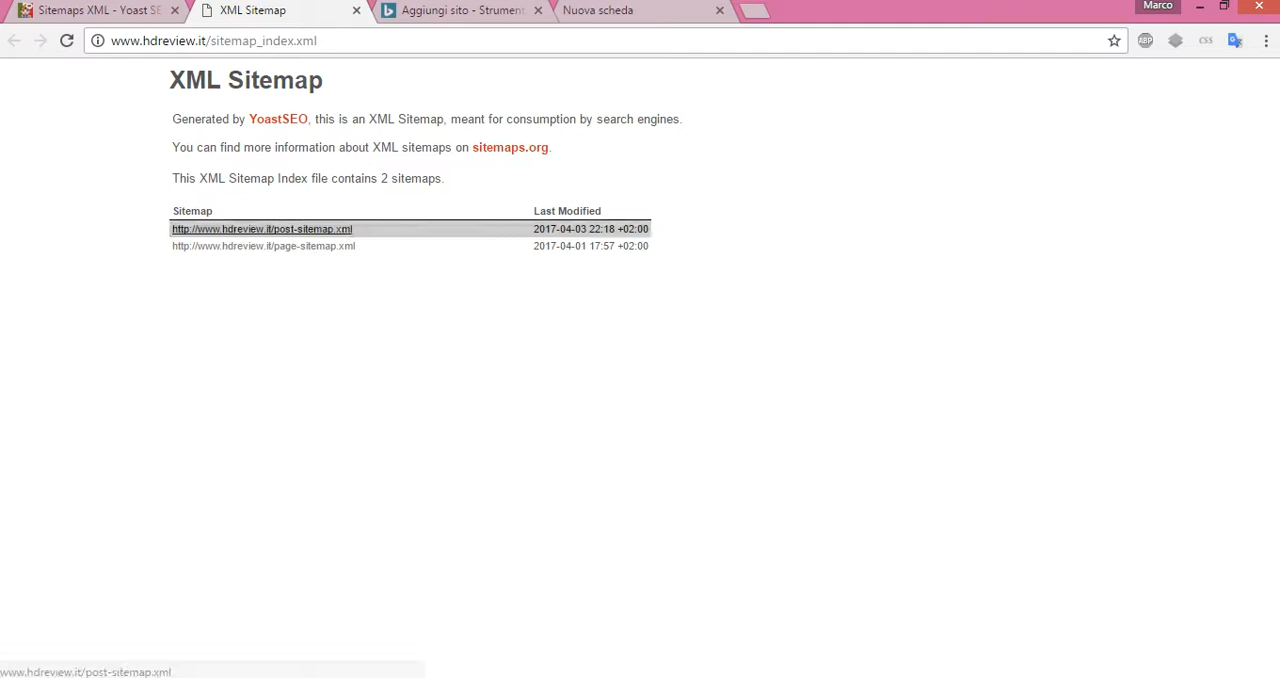 Sitemaps XML - Yoast SE
XML Sitemap
Aggiungi sito - Strument
Nuova scheda
Marco
www.hdreview.it/sitemap_index.xml
ABP
CSS
XML Sitemap
Generated by YoastSEO, this is an XML Sitemap, meant for consumption by search engines.
You can find more information about XML sitemaps on sitemaps.org.
This XML Sitemap Index file contains 2 sitemaps.
Sitemap Last Modified
http://www.hdreview.it/post-sitemap.xml 2017-04-03 22:18 +02:00
http://www.hdreview.it/page-sitemap.xml 2017-04-01 17:57 +02:00
www.hdreview.it/post-sitemap.xml